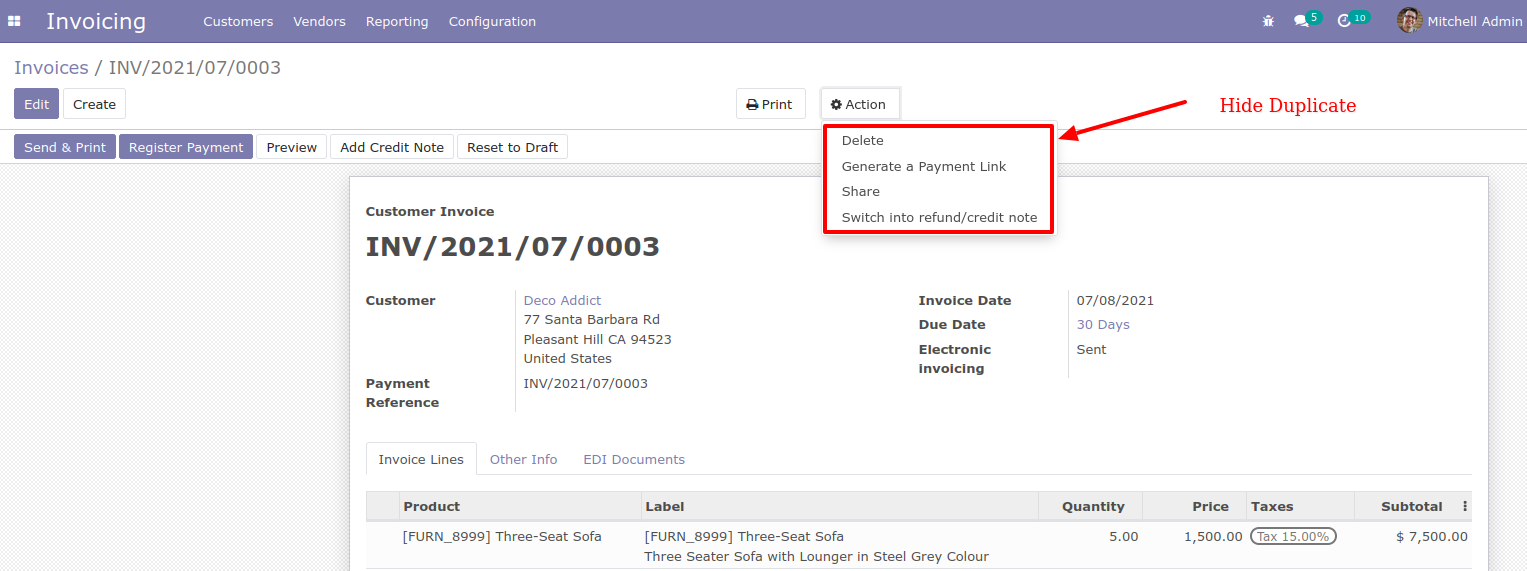 Invoicing Customers Vendors Reporting Configuration 5 10 Mitchell Admin
Invoices / INV/2021/07/0003
Edit Create Print Action Hide Duplicate
Delete
Send & Print Register Payment Preview Add Credit Note Reset to Draft
Generate a Payment Link
Share
Switch into refund/credit note
Customer Invoice
INV/2021/07/0003
Customer Deco Addict Invoice Date 07/08/2021
77 Santa Barbara Rd
Due Date 30 Days
Pleasant Hill CA 94523
Electronic Sent
United States
invoicing
Payment INV/2021/07/0003
Reference
Invoice Lines Other Info EDI Documents
Product Label Quantity Price Taxes Subtotal
[FURN_8999] Three-Seat Sofa [FURN_8999] Three-Seat Sofa 5.00 1,500.00 Tax 15.00% $ 7,500.00
Three Seater Sofa with Lounger in Steel Grey Colour